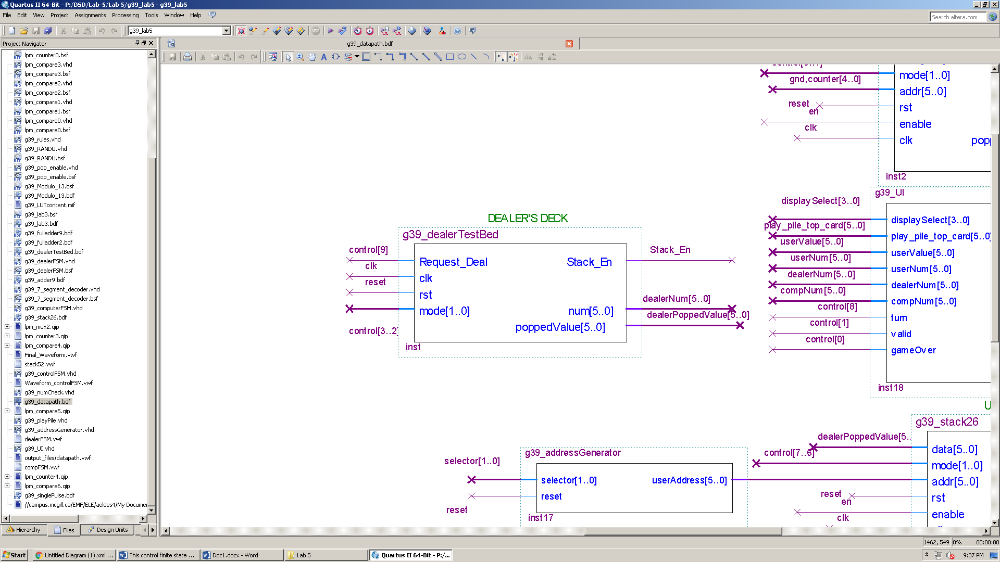 Quartus II 64-Bit - P:/DSD/Lab-5/Lab 5/g39_lab5 - g39_lab5
File Edit View Project Assignments Processing Tools Window Help
Search altera.com
g39_lab5
Project Navigator
g39_datapath.bdf
lpm_counter0.bsf
lpm_compare3.vhd
lpm_compare3.bsf
lpm_compare2.vhd
lpm_compare2.bsf
lpm_compare1.vhd
lpm_compare1.bsf
lpm_compare0.vhd
lpm_compare0.bsf
g39_rules.vhd
g39_RANDU.vhd
g39_RANDU.bsf
g39_pop_enable.vhd
g39_pop_enable.bsf
g39_Modulo_13.bsf
g39_Modulo_13.bdf
g39_LUTcontent.mif
g39_lab3.bsf
g39_lab3.bdf
g39_fulladder9.bdf
g39_fulladder2.bdf
g39_dealerTestBed.bdf
g39_dealerFSM.vhd
g39_dealerFSM.bsf
g39_adder9.bdf
g39_7_segment_decoder.vhd
g39_7_segment_decoder.bsf
g39_computerFSM.vhd
g39_stack26.bdf
lpm_mux2.qip
lpm_counter3.qip
lpm_compare4.qip
Final_Waveform.vwf
stack52.vwf
g39_controlFSM.vhd
Waveform_controlFSM.vwf
g39_numCheck.vhd
g39_datapath.bdf
lpm_compare5.qip
g39_playPile.vhd
g39_addressGenerator.vhd
dealerFSM.vwf
g39_UI.vhd
output_files/datapath.vwf
compFSM.vwf
lpm_counter4.qip
lpm_compare6.qip
g39_singlePulse.bdf
//campus.mcgill.ca/EMF/ELE/aeldes4/My Documer
Hierarchy Files Design Units
mode[1..0]
gnd,counter[4..0]
addr[5..0]
reset
rst
en
enable
clk
clk
pop
inst2
DEALER'S DECK
g39_dealerTestBed
control[9]
Request_Deal
Stack_En
Stack_En
clk
clk
reset
rst
mode[1..0]
control[3..2]
num[5..0]
dealerNum[5..0]
poppedValue[5..0]
dealerPoppedValue[5..0]
inst
g39_UI
displaySelect[3..0]
displaySelect[3..0]
play_pile_top_card[5..0]
play_pile_top_card[5..0]
userValue[5..0]
userValue[5..0]
userNum[5..0]
userNum[5..0]
dealerNum[5..0]
dealerNum[5..0]
compNum[5..0]
compNum[5..0]
control[8]
turn
control[1]
valid
control[0]
gameOver
inst18
U
g39_addressGenerator
selector[1..0]
selector[1..0]
userAddress[5..0]
reset
reset
inst17
g39_stack26
dealerPoppedValue[5..
data[5..0]
control[7..6]
mode[1..0]
addr[5..0]
reset
rst
en
enable
clk
1462, 549 0% 00:00:00
Start
Untitled Diagram (1).xml ...
This control finite state ...
Doc1.docx - Word
Lab 5
Quartus II 64-Bit - P:/...
9:37 PM